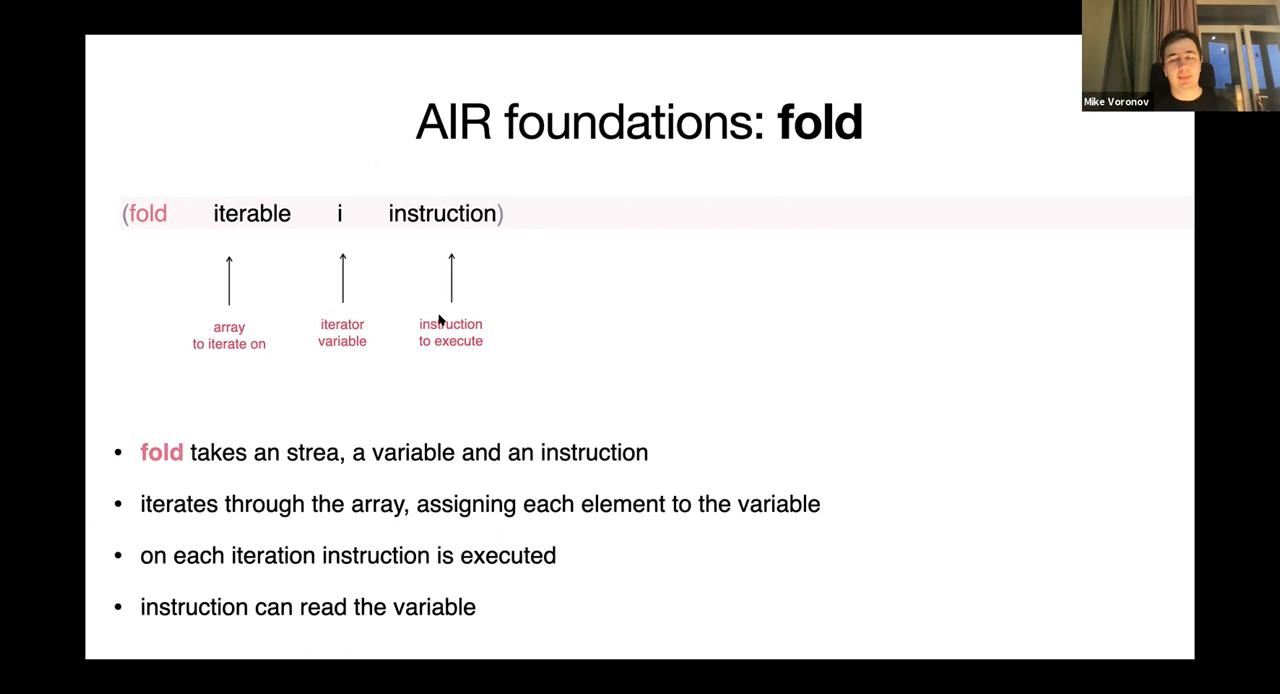 Mike Voronov
AIR foundations: fold
(fold iterable i instruction)
array
to iterate on
iterator
variable
instruction
to execute
• fold takes an strea, a variable and an instruction
• iterates through the array, assigning each element to the variable
• on each iteration instruction is executed
• instruction can read the variable